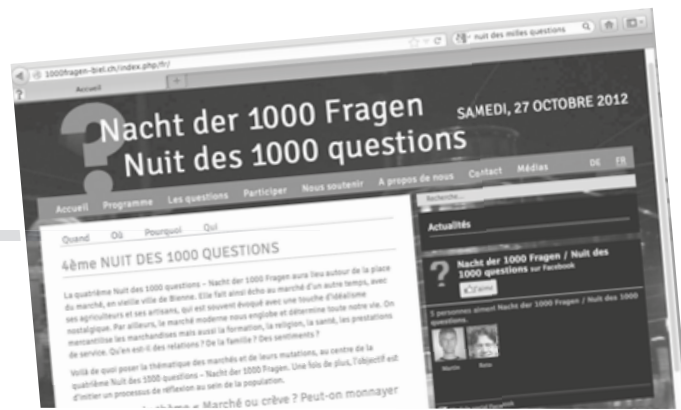 1000fragen-biel.ch/index.php/fr/
nuit des milles questions
Accueil
?
Nacht der 1000 Fragen
Nuit des 1000 questions
SAMEDI, 27 OCTOBRE 2012
Accueil Programme Les questions Participer Nous soutenir A propos de nous Contact Médias DE FR
Recherche...
Quand Où Pourquoi Qui
4ème NUIT DES 1000 QUESTIONS
La quatrième Nuit des 1000 questions – Nacht der 1000 Fragen aura lieu autour de la place
du marché, en vieille ville de Bienne. Elle fait ainsi écho au marché d'un autre temps, avec
ses agriculteurs et ses artisans, qui est souvent évoqué avec une touche d'idéalisme
nostalgique. Par ailleurs, le marché moderne nous englobe et détermine toute notre vie. On
mercantilise les marchandises mais aussi la formation, la religion, la santé, les prestations
de service. Qu'en est-il des relations ? De la famille ? Des sentiments ?
Voilà de quoi poser la thématique des marchés et de leurs mutations, au centre de la
quatrième Nuit des 1000 questions – Nacht der 1000 Fragen. Une fois de plus, l'objectif est
d'initier un processus de réflexion au sein de la population.
thème « Marché ou crève ? Peut-on monnayer
Actualités
?
Nacht der 1000 Fragen / Nuit des
1000 questions sur Facebook
J'aime
5 personnes aiment Nacht der 1000 Fragen / Nuit des 1000
questions.
Martin
Reto